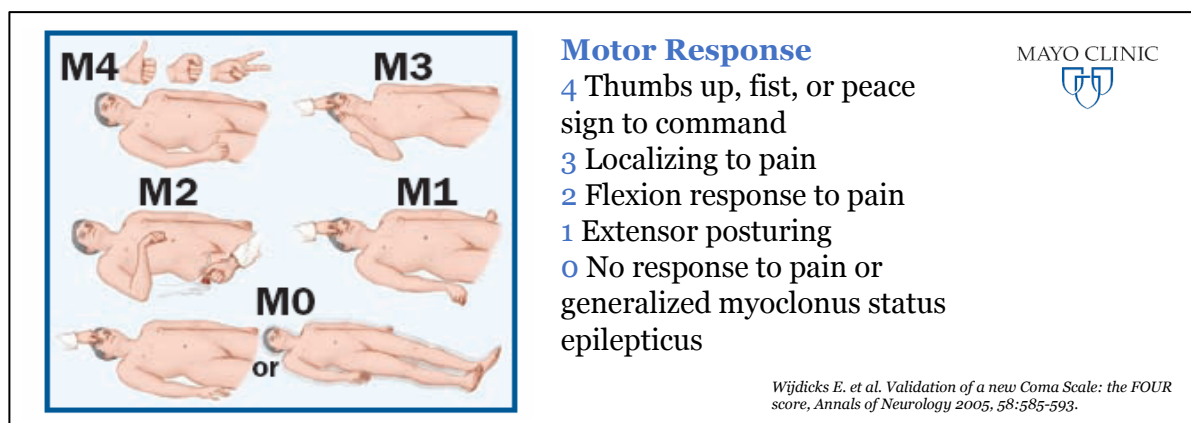 M4
M3
M2
M1
M0
or
Motor Response
4 Thumbs up, fist, or peace
sign to command
3 Localizing to pain
2 Flexion response to pain
1 Extensor posturing
0 No response to pain or
generalized myoclonus status
epilepticus
MAYO CLINIC
Wijdicks E. et al. Validation of a new Coma Scale: the FOUR
score, Annals of Neurology 2005, 58:585-593.